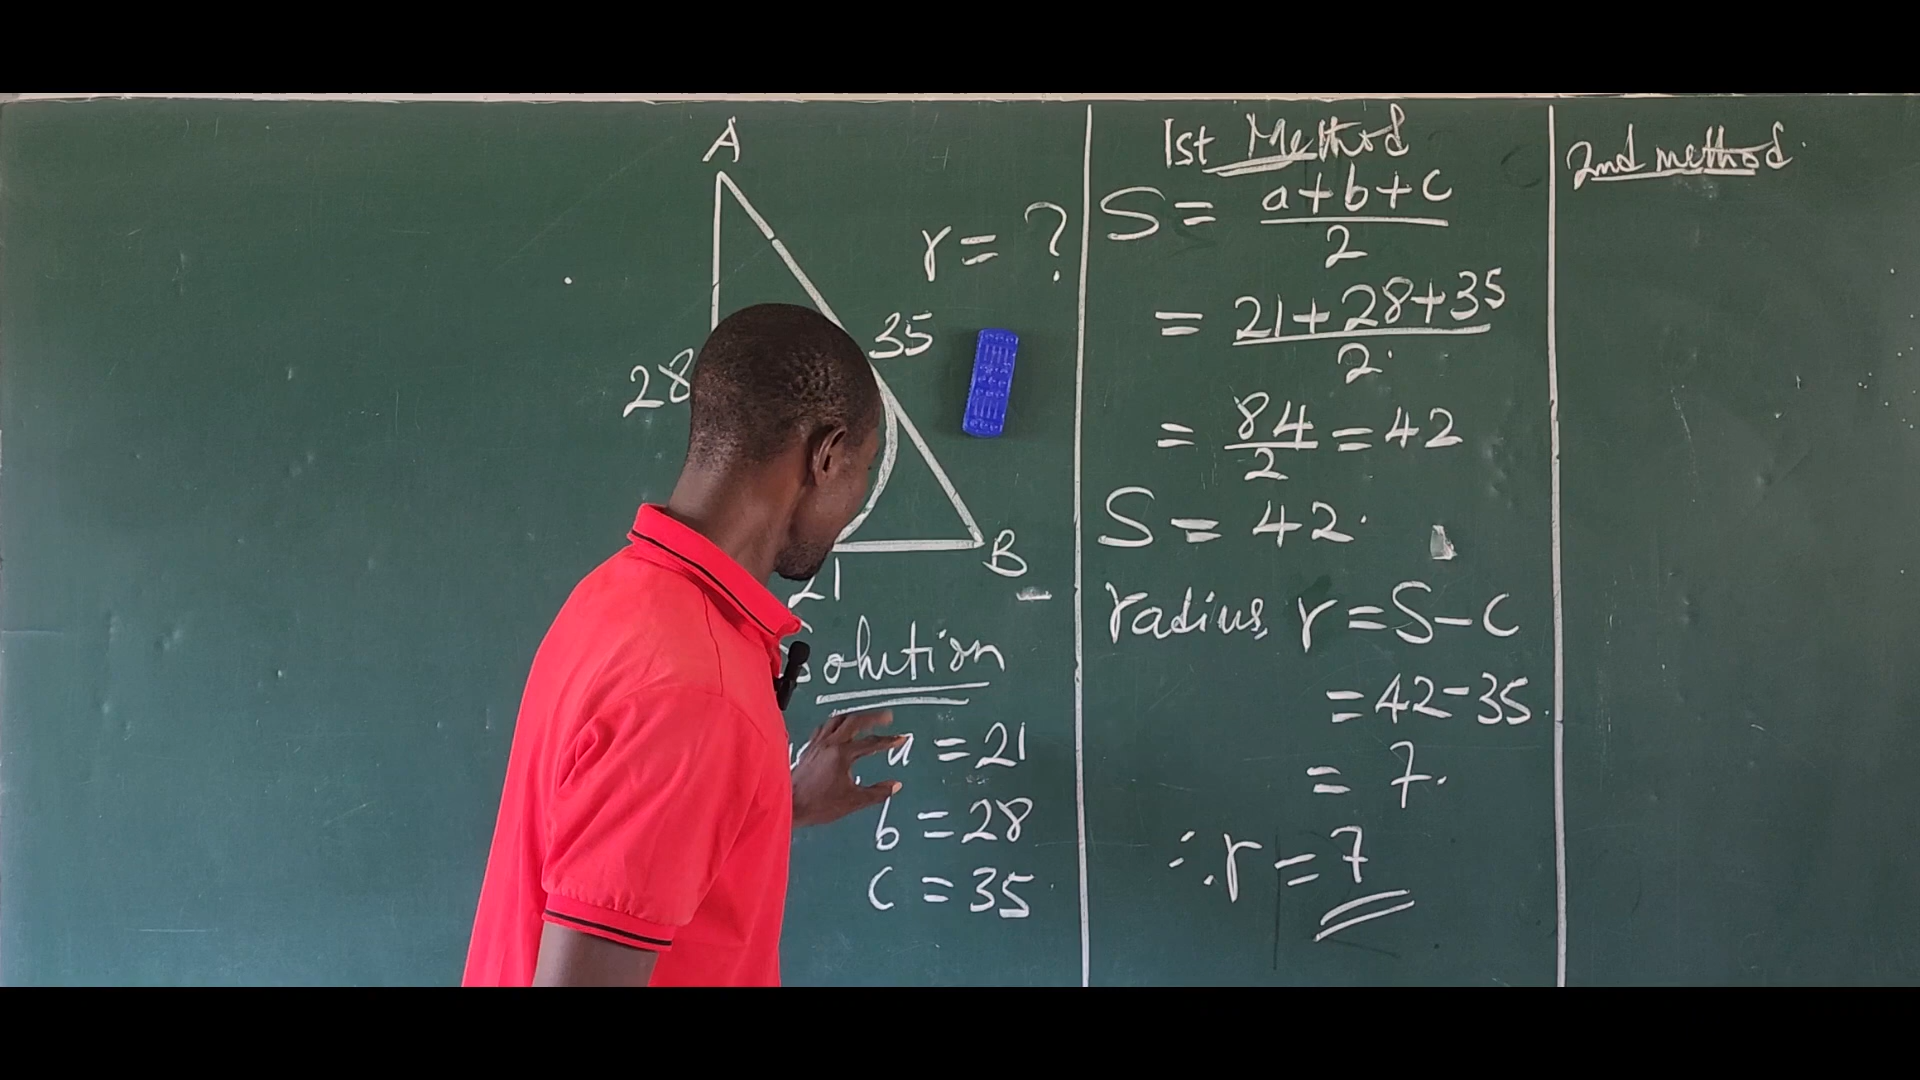 A
r = ?
35
28
B
21
Solution
a = 21
b = 28
c = 35
1st Method
S = a+b+c
2
= 21+28+35
2
= 84 = 42
2
S = 42
radius, r = S - C
= 42 - 35
= 7.
∴ r = 7
2nd method